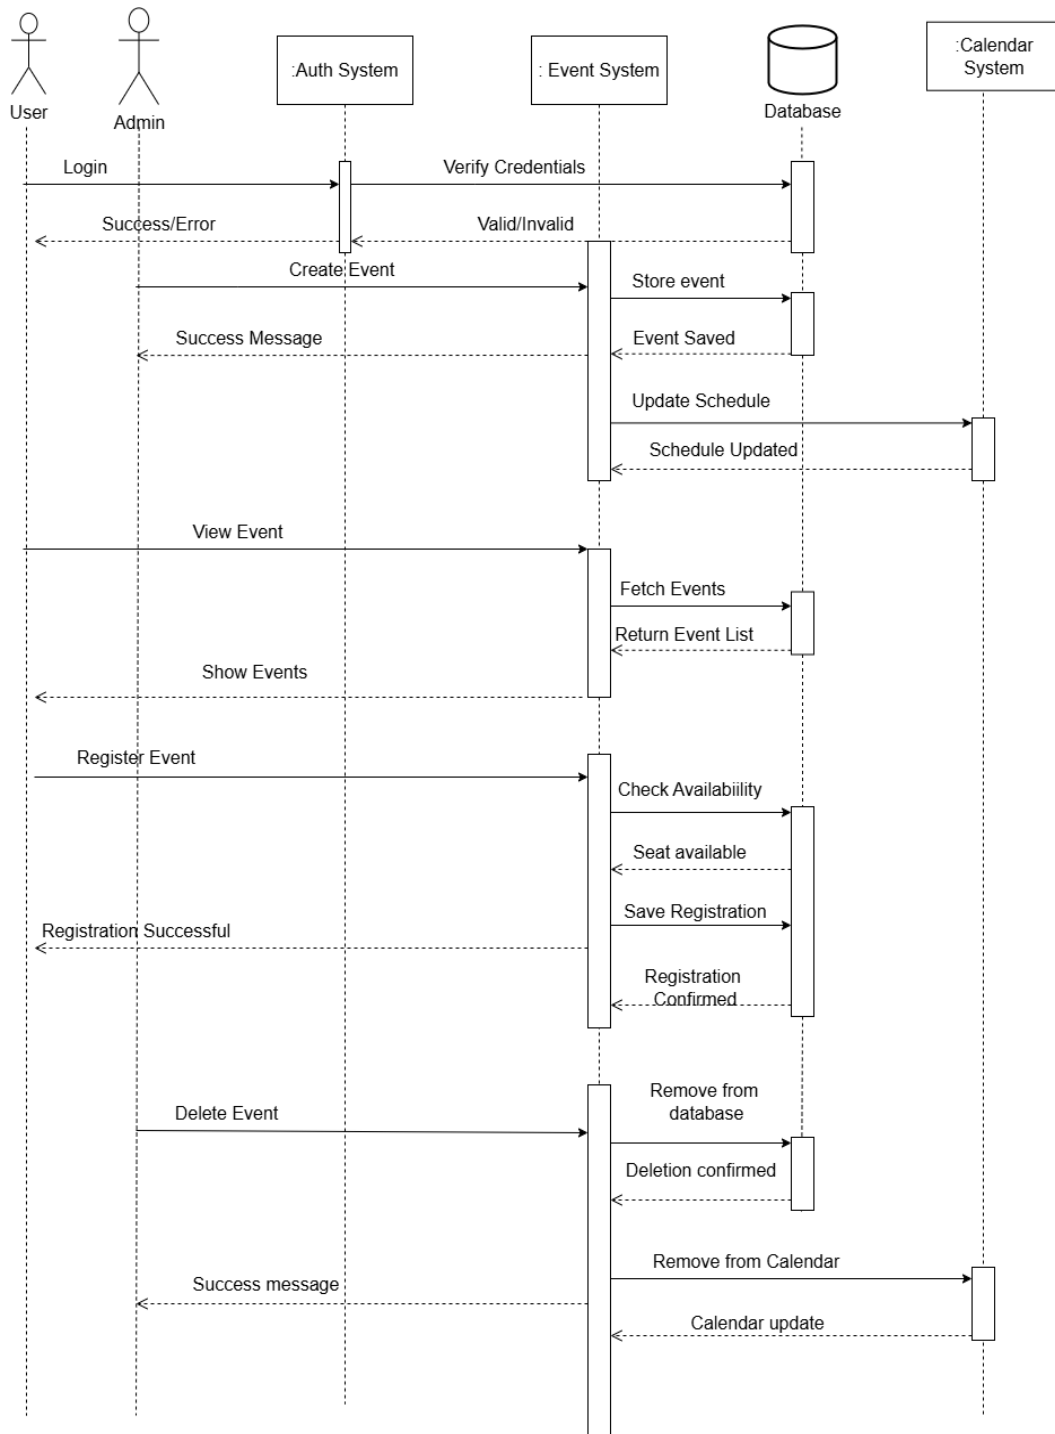 User
Admin
:Auth System
: Event System
Database
:Calendar
System
Login
Verify Credentials
Success/Error
Valid/Invalid
Create Event
Store event
Success Message
Event Saved
Update Schedule
Schedule Updated
View Event
Fetch Events
Return Event List
Show Events
Register Event
Check Availabiility
Seat available
Save Registration
Registration Successful
Registration
Confirmed
Remove from
database
Delete Event
Deletion confirmed
Remove from Calendar
Success message
Calendar update